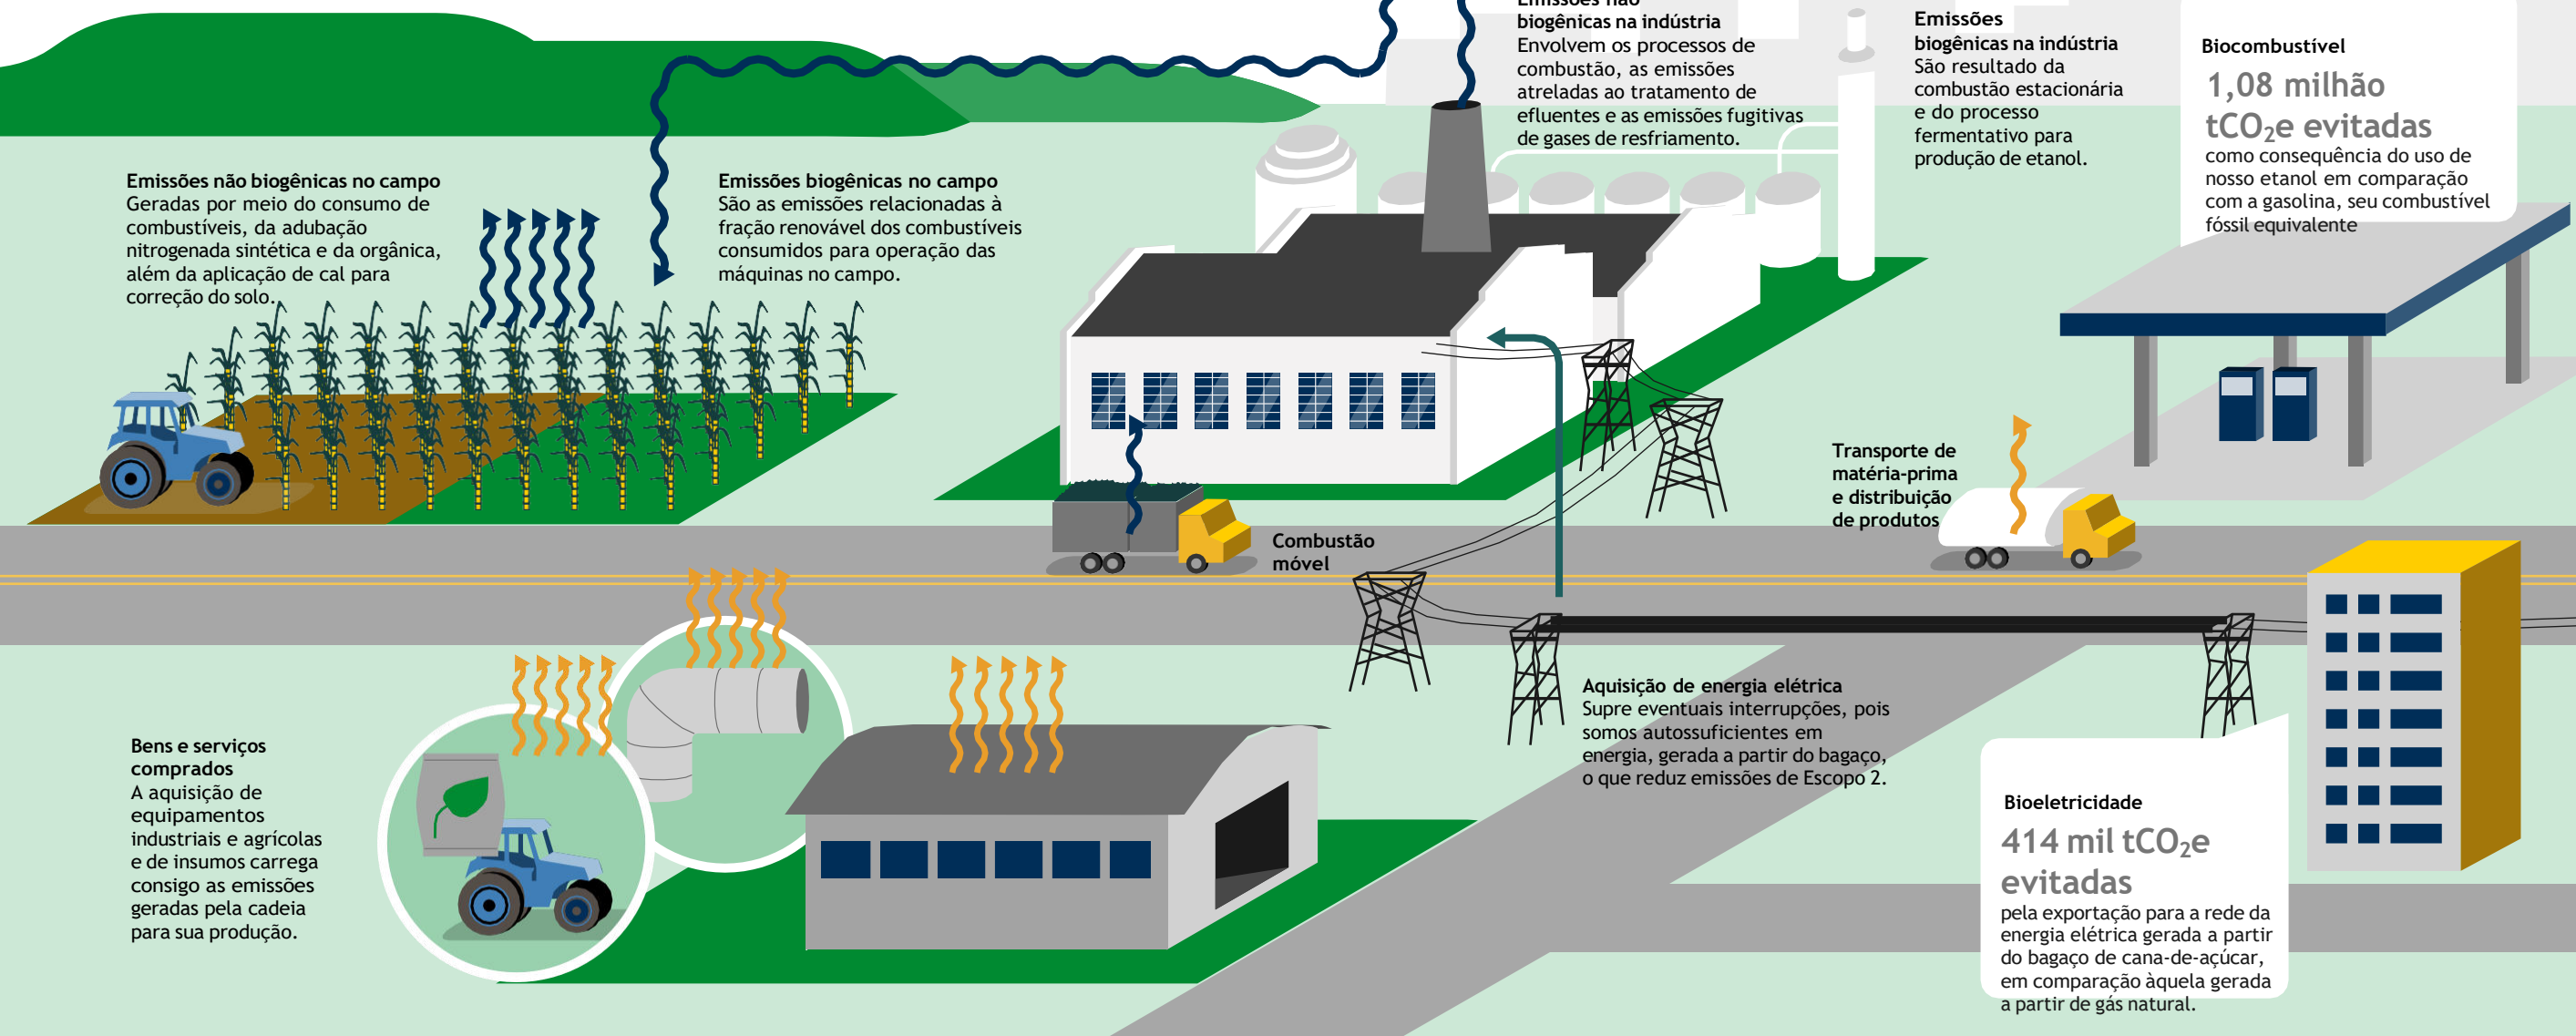 Emissões não
biogênicas na indústria
Envolvem os processos de
combustão, as emissões
atreladas ao tratamento de
efluentes e as emissões fugitivas
de gases de resfriamento.
Emissões
biogênicas na indústria
São resultado da
combustão estacionária
e do processo
fermentativo para
produção de etanol.
Biocombustível
1,08 milhão
tCO₂e evitadas
como consequência do uso de
nosso etanol em comparação
com a gasolina, seu combustível
fóssil equivalente
Emissões não biogênicas no campo
Geradas por meio do consumo de
combustíveis, da adubação
nitrogenada sintética e da orgânica,
além da aplicação de cal para
correção do solo.
Emissões biogênicas no campo
São as emissões relacionadas à
fração renovável dos combustíveis
consumidos para operação das
máquinas no campo.
Transporte de
matéria-prima
e distribuição
de produtos
Combustão
móvel
Aquisição de energia elétrica
Supre eventuais interrupções, pois
somos autossuficientes em
energia, gerada a partir do bagaço,
o que reduz emissões de Escopo 2.
Bens e serviços
comprados
A aquisição de
equipamentos
industriais e agrícolas
e de insumos carrega
consigo as emissões
geradas pela cadeia
para sua produção.
Bioeletricidade
414 mil tCO₂e
evitadas
pela exportação para a rede da
energia elétrica gerada a partir
do bagaço de cana-de-açúcar,
em comparação àquela gerada
a partir de gás natural.